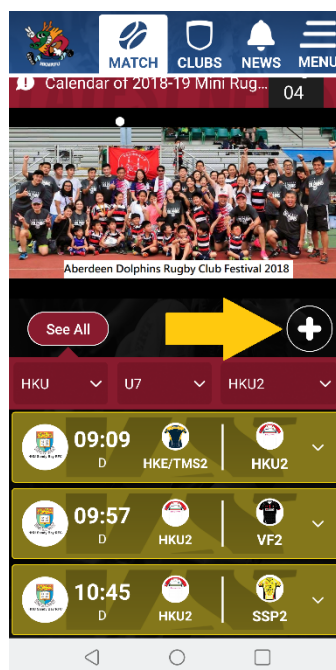 MATCH CLUBS NEWS MENU
Calendar of 2018-19 Mini Rug...
04
Aberdeen Dolphins Rugby Club Festival 2018
See All
HKU U7 HKU2
09:09
D HKE/TMS2 HKU2
09:57
D HKU2 VF2
10:45
D HKU2 SSP2